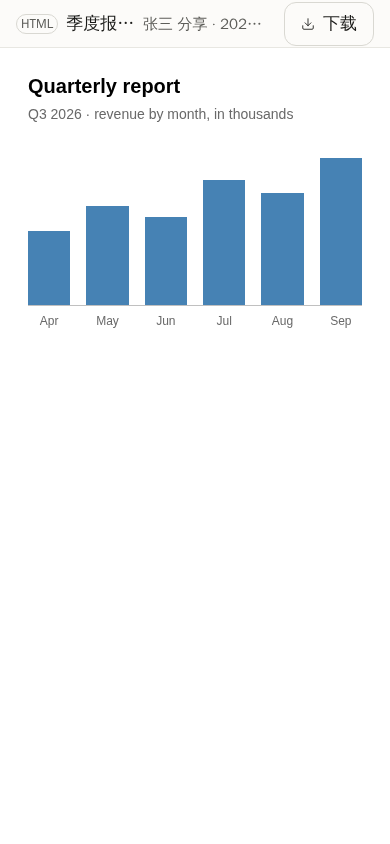 HTML 季度报… 张三 分享 · 202… 下载
Quarterly report
Q3 2026 · revenue by month, in thousands
Apr May Jun Jul Aug Sep